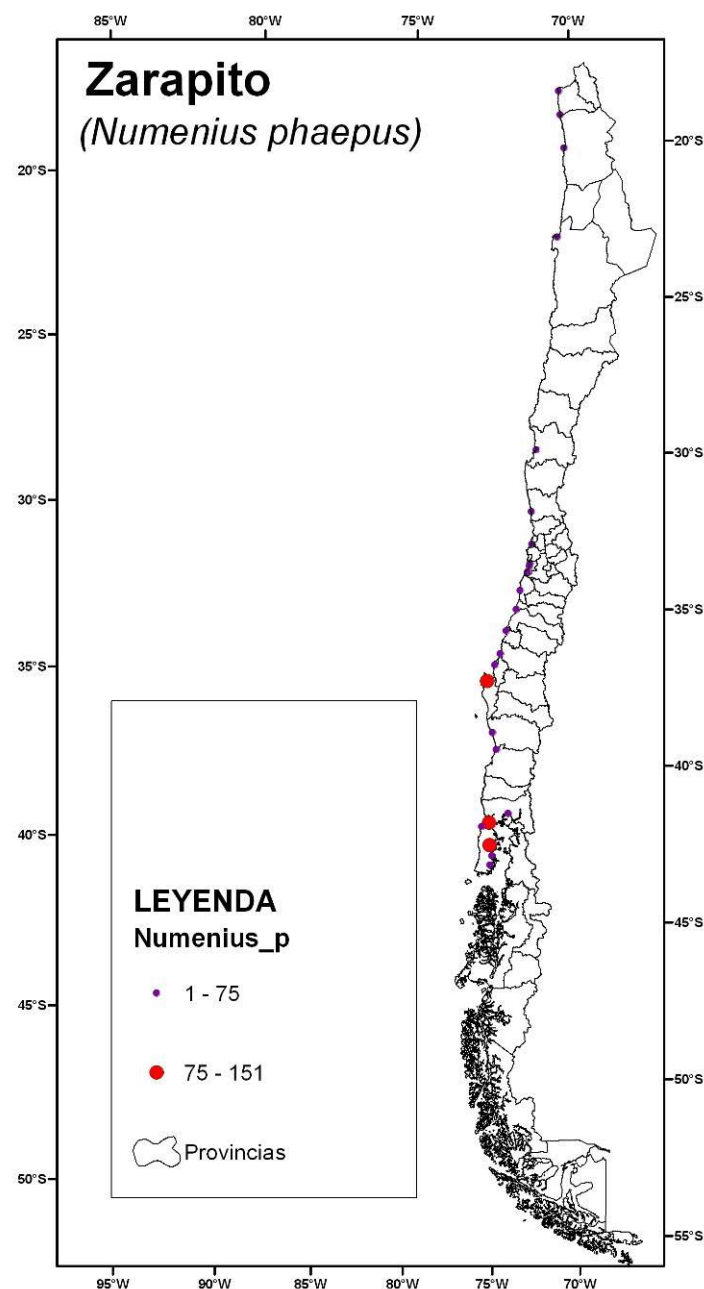 85°W 80°W 75°W 70°W
Zarapito
(Numenius phaepus)
20°S
25°S
30°S
35°S
40°S
45°S
50°S
20°S
25°S
30°S
35°S
40°S
45°S
50°S
55°S
LEYENDA
Numenius_p
1 - 75
75 - 151
Provincias
95°W 90°W 85°W 80°W 75°W 70°W